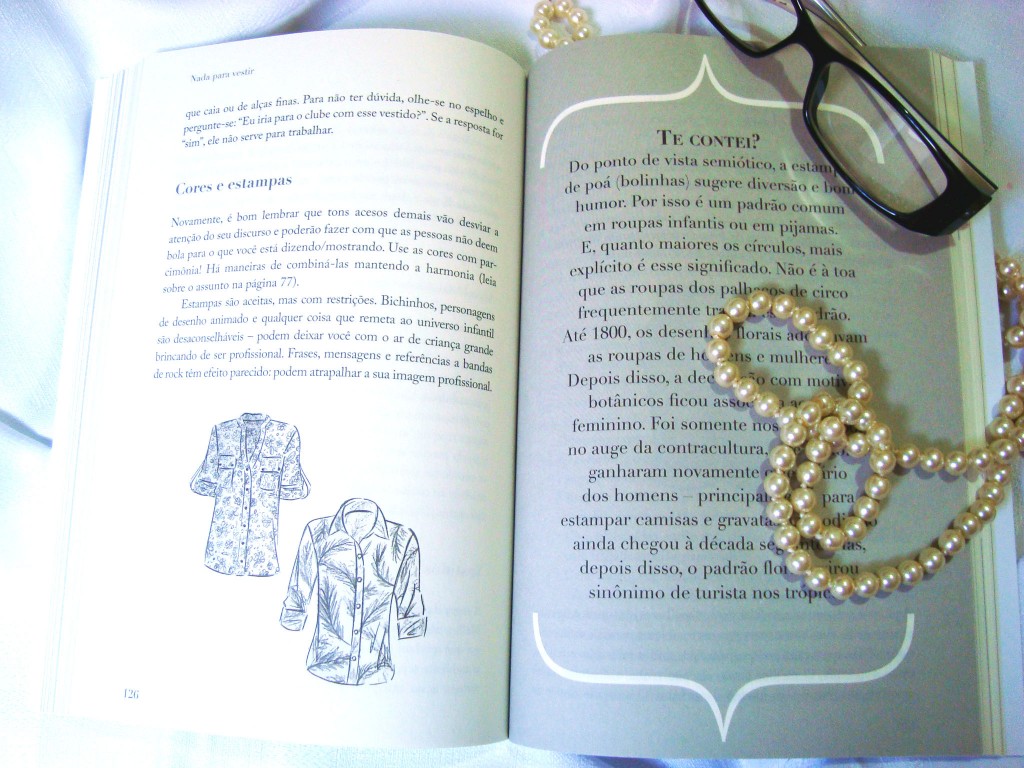 Nada para vestir
que caia ou de alças finas. Para não ter dúvida, olhe-se no espelho e
pergunte-se: “Eu iria para o clube com esse vestido?”. Se a resposta for
“sim”, ele não serve para trabalhar.
Cores e estampas
Novamente, é bom lembrar que tons acesos demais vão desviar a
atenção do seu discurso e poderão fazer com que as pessoas não deem
bola para o que você está dizendo/mostrando. Use as cores com par-
cimônia! Há maneiras de combiná-las mantendo a harmonia (leia
sobre o assunto na página 77).
Estampas são aceitas, mas com restrições. Bichinhos, personagens
de desenho animado e qualquer coisa que remeta ao universo infantil
são desaconselháveis – podem deixar você com o ar de criança grande
brincando de ser profissional. Frases, mensagens e referências a bandas
de rock têm efeito parecido: podem atrapalhar a sua imagem profissional.
126
TE CONTEI?
Do ponto de vista semiótico, a
de poá (bolinhas) sugere diversão e bom
humor. Por isso é um padrão comum
em roupas infantis ou em pijamas.
E, quanto maiores os círculos, mais
explícito é esse significado. Não é à toa
que as roupas dos palhaços de circo
frequentemente
Até 1800, os florais
as roupas de e
Depois disso, a com
botânicos ficou a
feminino. Foi somente nos
no auge da contracultura,
ganharam novamente
dos homens – para
estampar camisas e
ainda chegou à década
depois disso, o padrão
sinônimo de turista nos